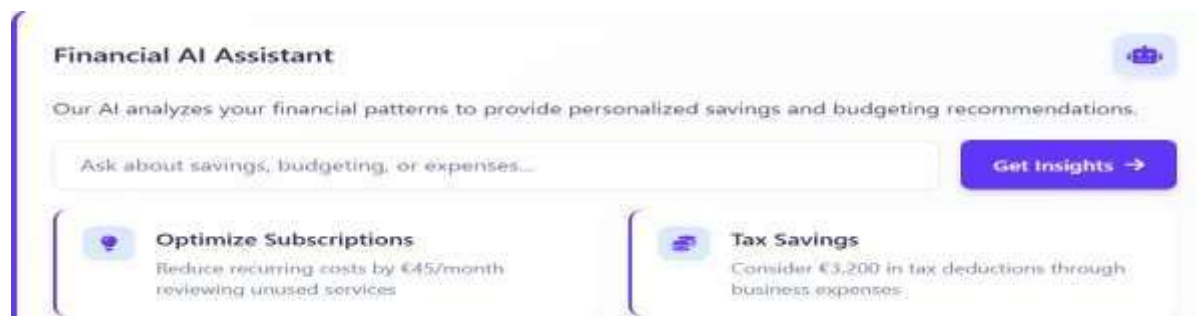 Financial AI Assistant
Our AI analyzes your financial patterns to provide personalized savings and budgeting recommendations.
Ask about savings, budgeting, or expenses...
Get Insights →
Optimize Subscriptions
Reduce recurring costs by €45/month
reviewing unused services
Tax Savings
Consider €3,200 in tax deductions through
business expenses